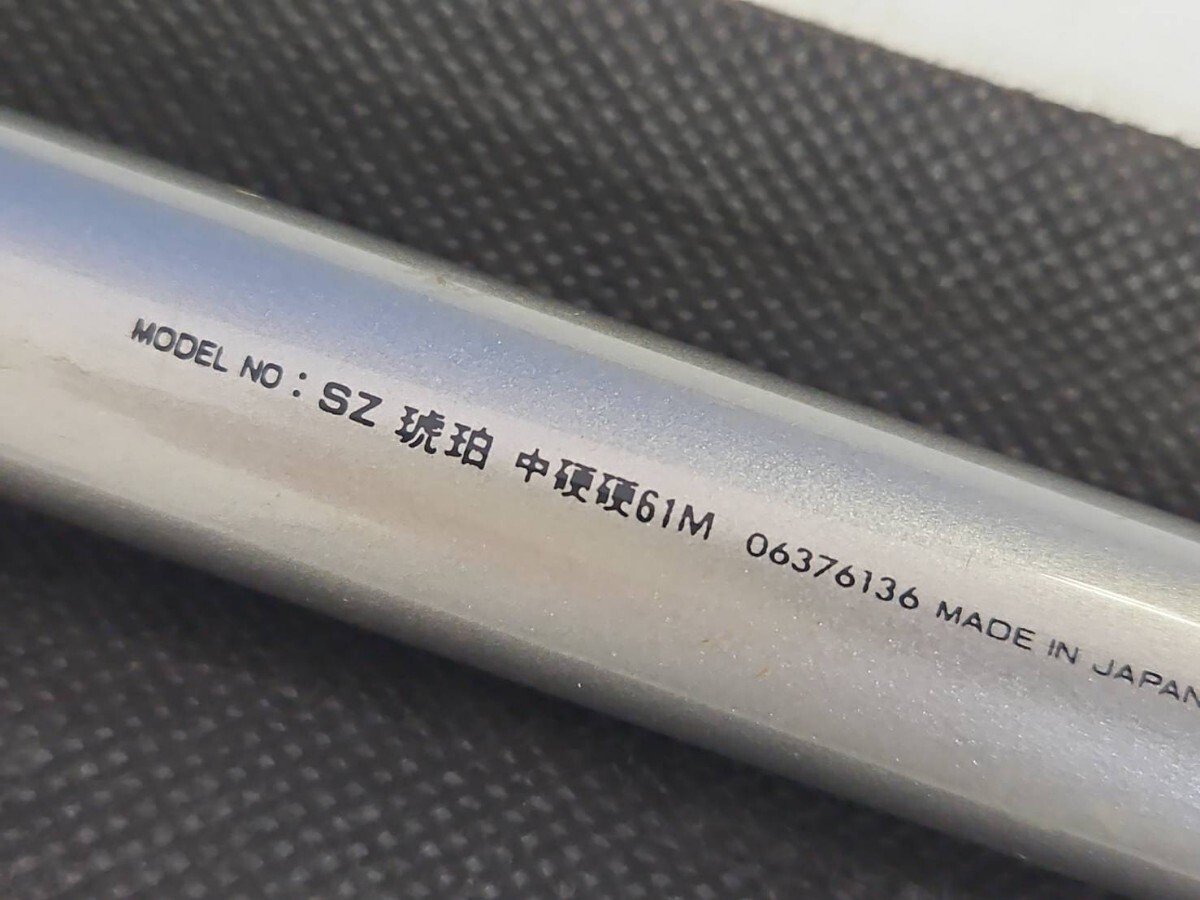 MODEL NO : SZ 琥珀 中硬硬61M 06376136 MADE IN JAPAN